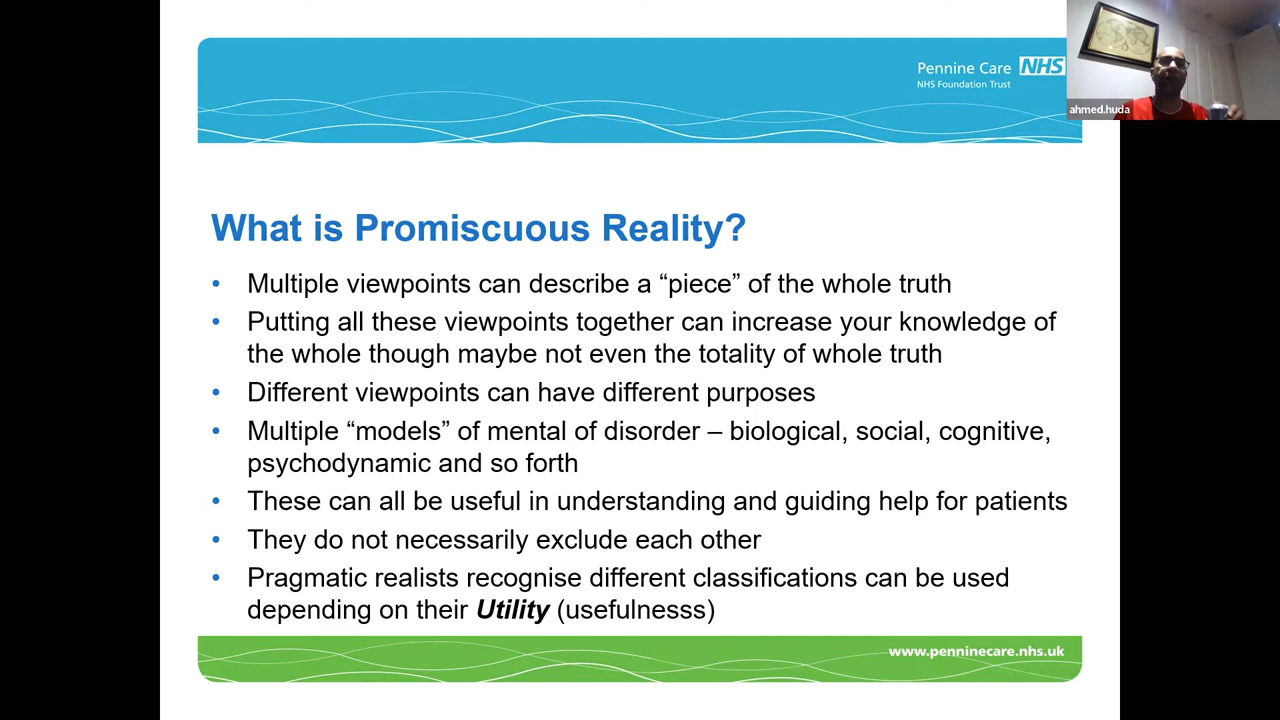 Pennine Care NHS
NHS Foundation Trust
ahmed.huda
What is Promiscuous Reality?
• Multiple viewpoints can describe a “piece” of the whole truth
• Putting all these viewpoints together can increase your knowledge of
the whole though maybe not even the totality of whole truth
• Different viewpoints can have different purposes
• Multiple “models” of mental of disorder – biological, social, cognitive,
psychodynamic and so forth
• These can all be useful in understanding and guiding help for patients
• They do not necessarily exclude each other
• Pragmatic realists recognise different classifications can be used
depending on their Utility (usefulnesss)
www.penninecare.nhs.uk